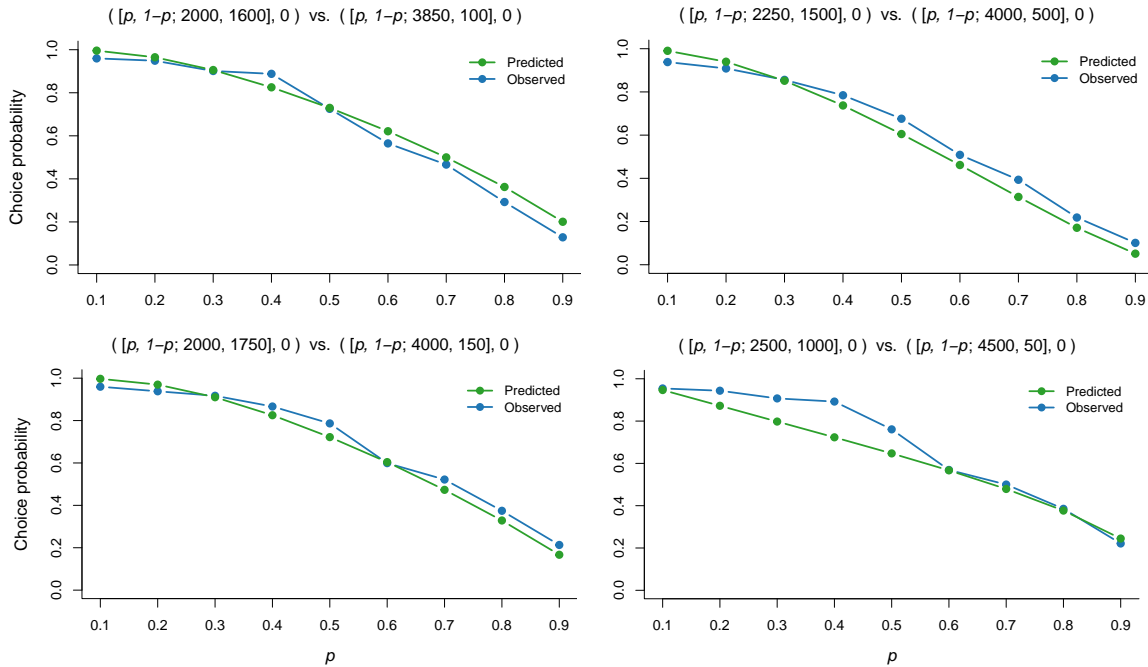 ( [p, 1−p; 2000, 1600], 0 ) vs. ( [p, 1−p; 3850, 100], 0 )
Choice probability
1.0
0.8
0.6
0.4
0.2
0.0
Predicted
Observed
0.1 0.2 0.3 0.4 0.5 0.6 0.7 0.8 0.9
( [p, 1−p; 2250, 1500], 0 ) vs. ( [p, 1−p; 4000, 500], 0 )
1.0
0.8
0.6
0.4
0.2
0.0
Predicted
Observed
0.1 0.2 0.3 0.4 0.5 0.6 0.7 0.8 0.9
( [p, 1−p; 2000, 1750], 0 ) vs. ( [p, 1−p; 4000, 150], 0 )
Choice probability
1.0
0.8
0.6
0.4
0.2
0.0
Predicted
Observed
0.1 0.2 0.3 0.4 0.5 0.6 0.7 0.8 0.9
p
( [p, 1−p; 2500, 1000], 0 ) vs. ( [p, 1−p; 4500, 50], 0 )
1.0
0.8
0.6
0.4
0.2
0.0
Predicted
Observed
0.1 0.2 0.3 0.4 0.5 0.6 0.7 0.8 0.9
p